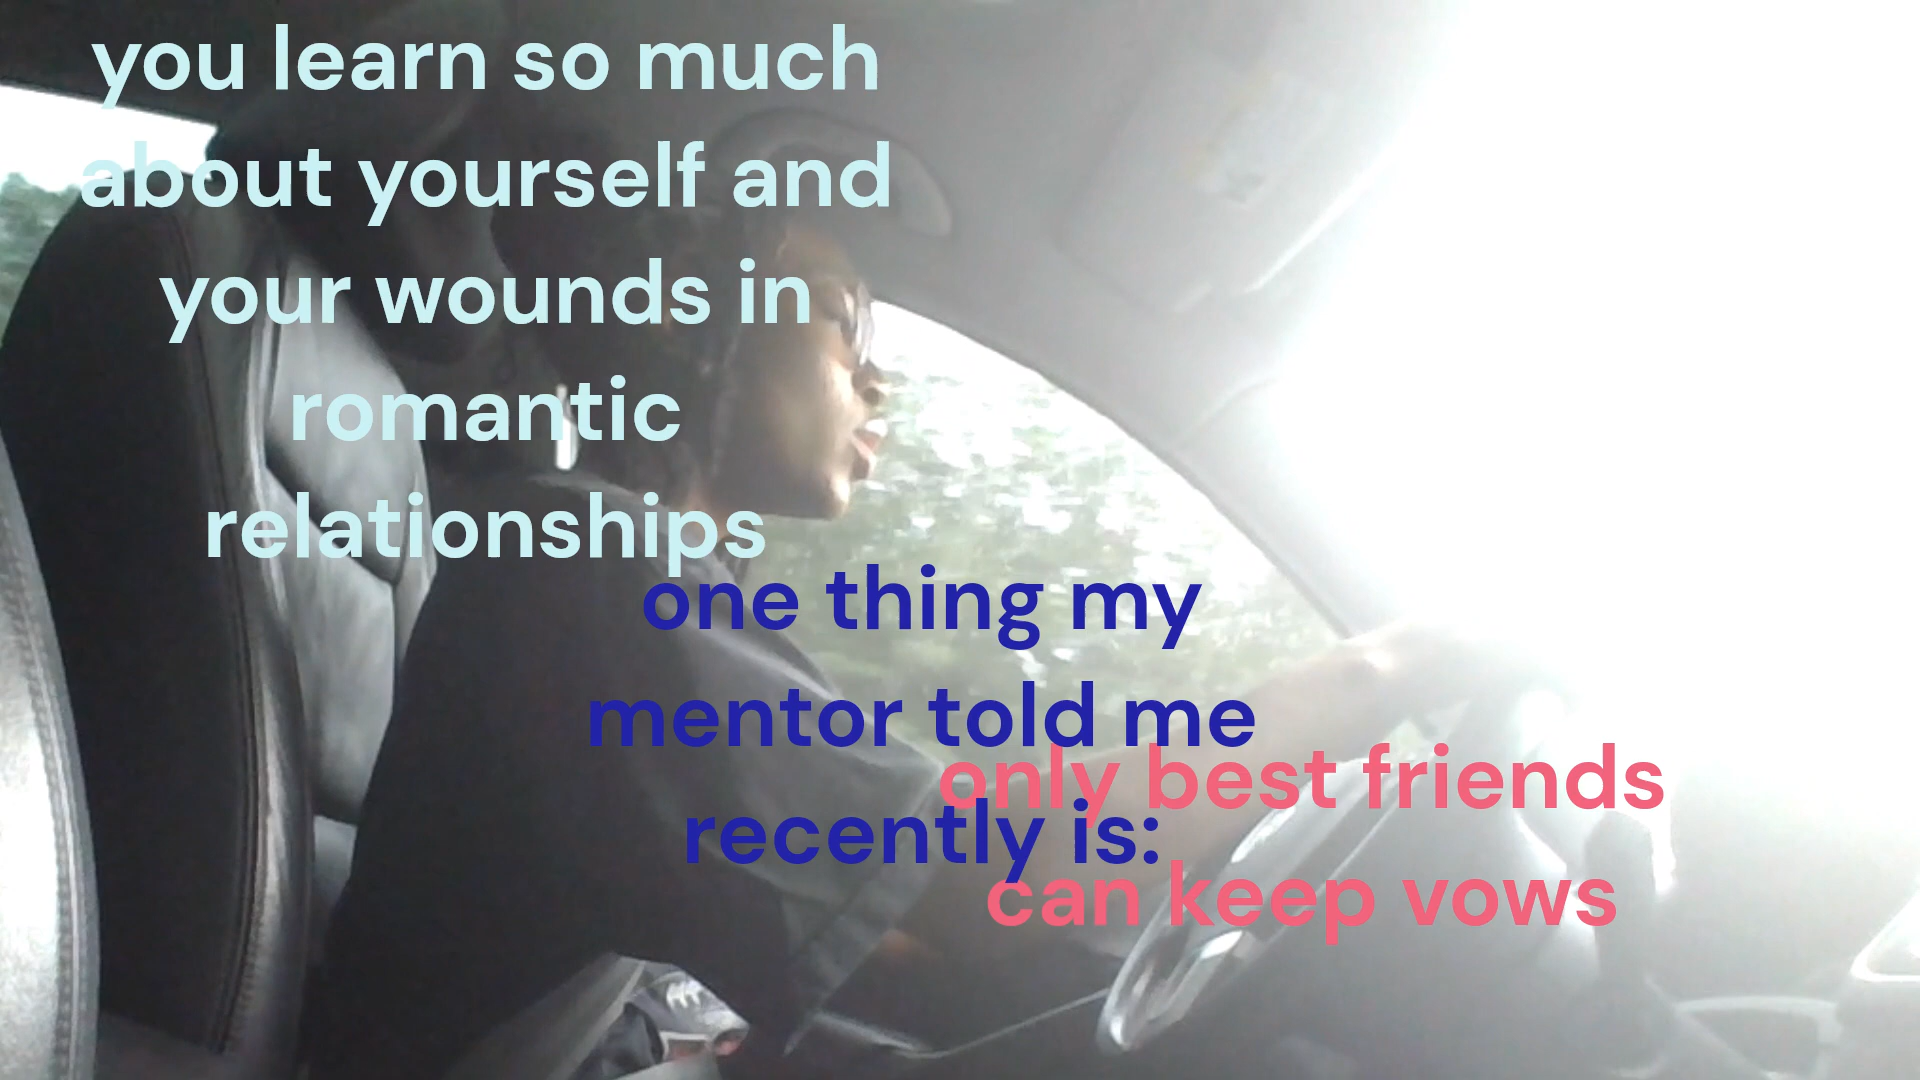 you learn so much
about yourself and
your wounds in
romantic
relationships
one thing my
mentor told me
recently is:
only best friends
can keep vows